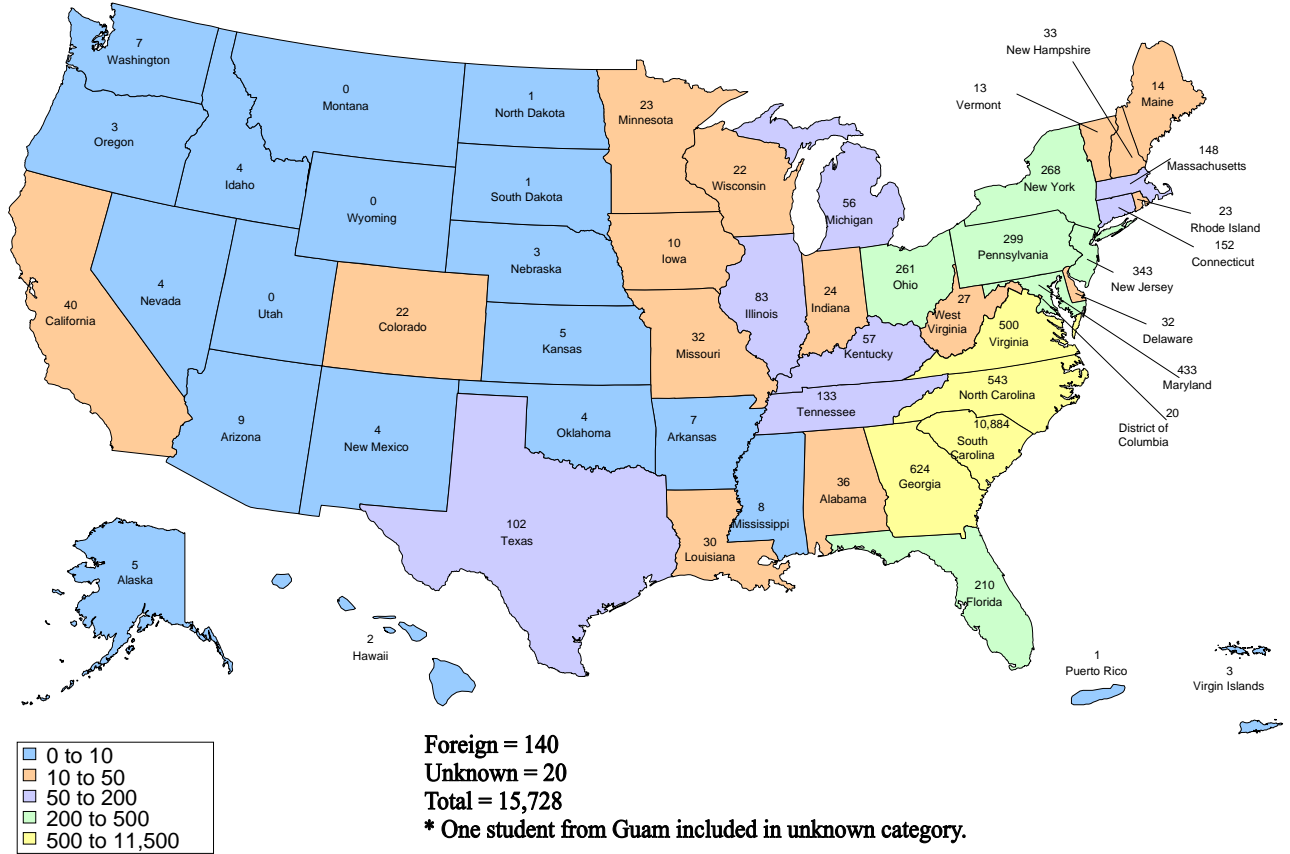 33
New Hampshire
7
Washington
14
Maine
13
Vermont
0
Montana
1
North Dakota
23
Minnesota
3
Oregon
148
Massachusetts
4
Idaho
1
South Dakota
22
Wisconsin
268
New York
0
Wyoming
56
Michigan
23
Rhode Island
10
Iowa
299
Pennsylvania
152
Connecticut
3
Nebraska
261
Ohio
343
New Jersey
4
Nevada
0
Utah
83
Illinois
24
Indiana
27
West
Virginia
40
California
22
Colorado
32
Delaware
5
Kansas
32
Missouri
57
Kentucky
500
Virginia
433
Maryland
543
North Carolina
133
Tennessee
20
District of
Columbia
9
Arizona
4
New Mexico
4
Oklahoma
7
Arkansas
10,884
South
Carolina
624
Georgia
36
Alabama
8
Mississippi
102
Texas
30
Louisiana
5
Alaska
210
Florida
2
Hawaii
1
Puerto Rico
3
Virgin Islands
0 to 10
10 to 50
50 to 200
200 to 500
500 to 11,500
Foreign = 140
Unknown = 20
Total = 15,728
* One student from Guam included in unknown category.